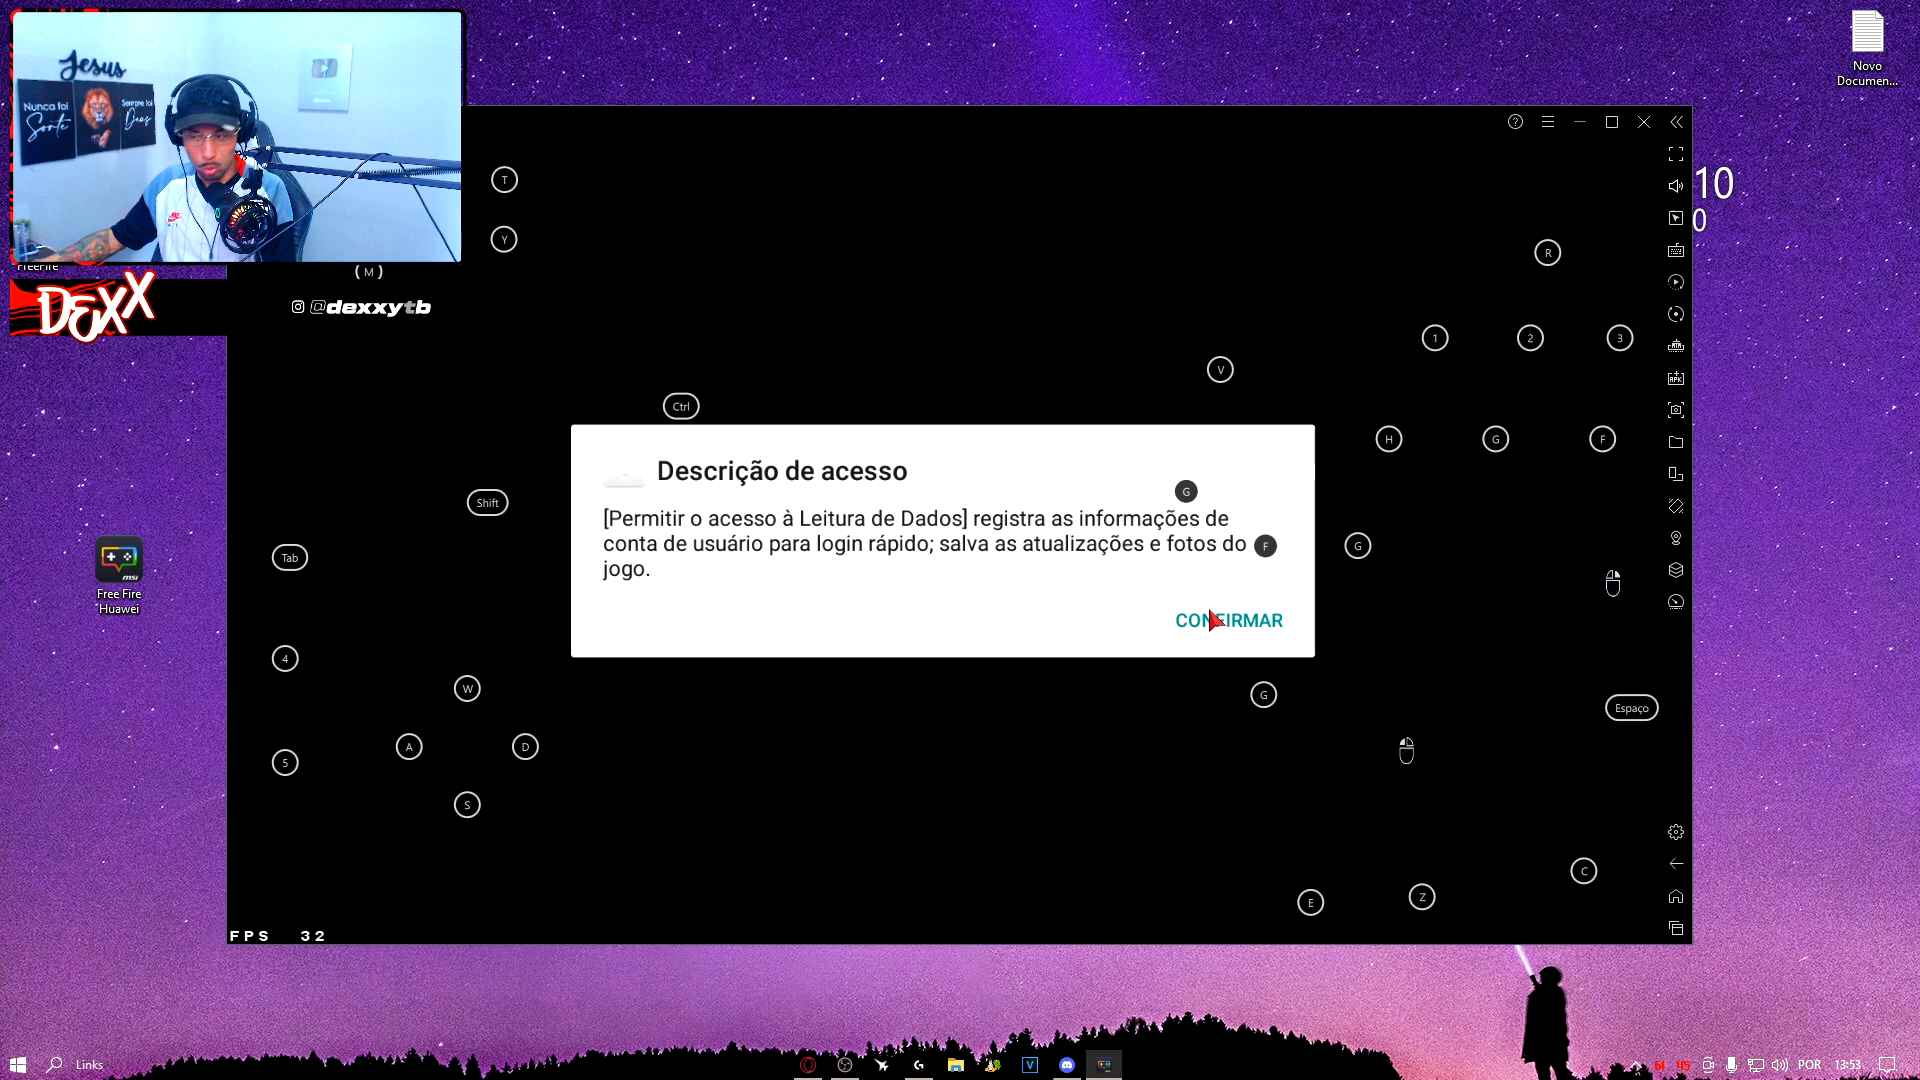 Jesus
Nunca foi
Sorte
Sempre foi
Deus
Novo
Documen...
10
0
T
Y
R
FreeFire
( M )
@dexxytb
DEXX
1
2
3
V
Ctrl
H
G
F
Descrição de acesso
G
Shift
[Permitir o acesso à Leitura de Dados] registra as informações de
conta de usuário para login rápido; salva as atualizações e fotos do
F
G
jogo.
Tab
msi
Free Fire
Huawei
CONFIRMAR
4
W
G
Espaço
A
D
5
S
C
E
Z
FPS 32
Links
61
45
POR
13:53